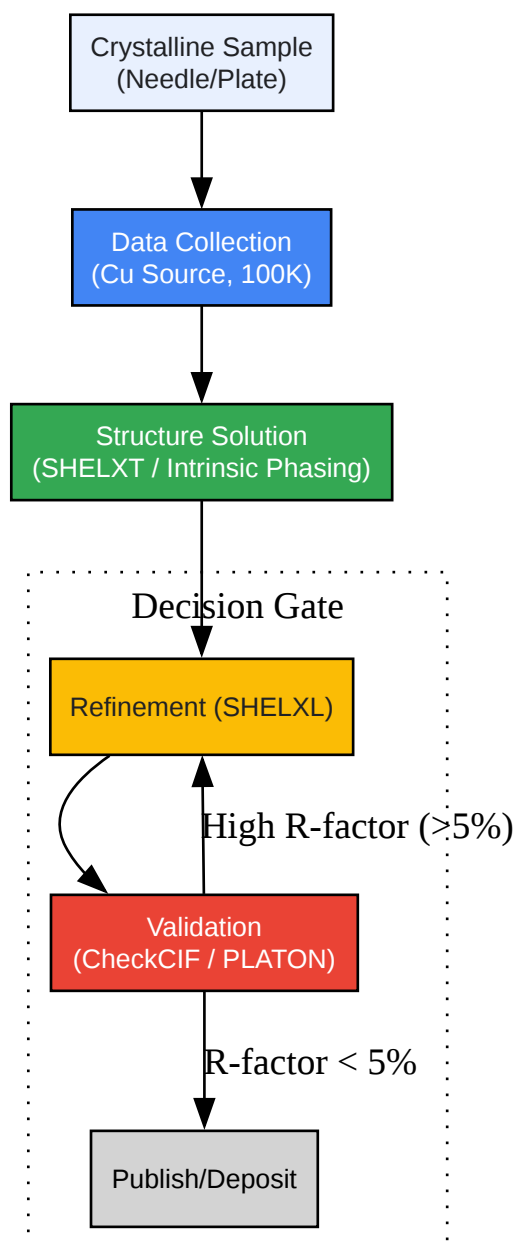 Crystalline Sample
(Needle/Plate)
Data Collection
(Cu Source, 100K)
Structure Solution
(SHELXT / Intrinsic Phasing)
Decision Gate
Refinement (SHELXL)
High R-factor (>5%)
Validation
(CheckCIF / PLATON)
R-factor < 5%
Publish/Deposit